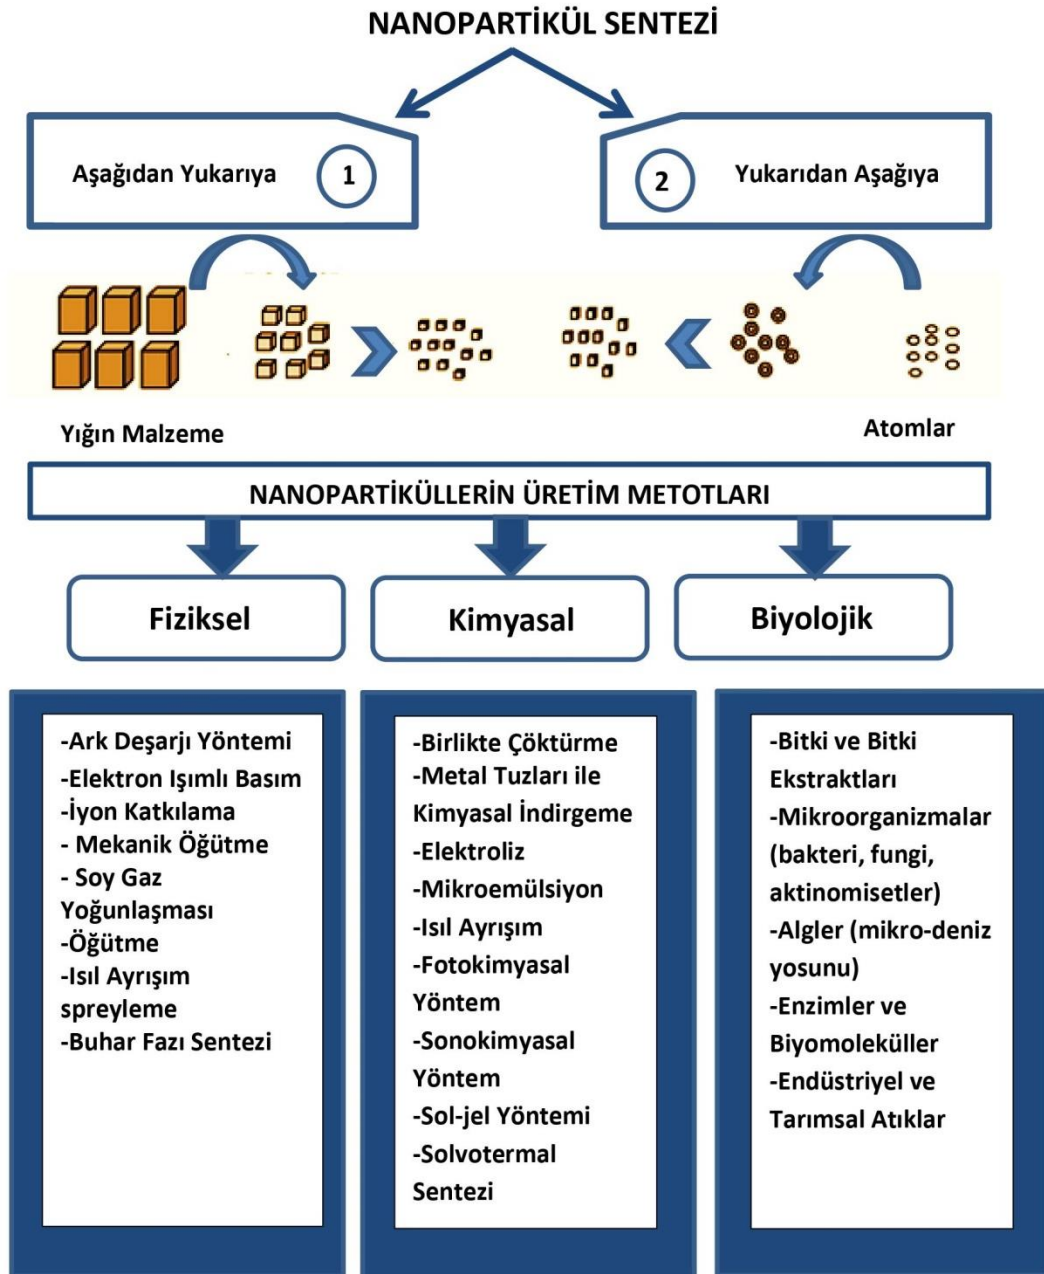 NANOPARTİKÜL SENTEZİ
Aşağıdan Yukarıya
1
2
Yukarıdan Aşağıya
Yığın Malzeme
Atomlar
NANOPARTİKÜLLERİN ÜRETİM METOTLARI
Fiziksel
Kimyasal
Biyolojik
-Ark Deşarjı Yöntemi
-Elektron Işımlı Basım
-İyon Katkılama
- Mekanik Öğütme
- Soy Gaz
Yoğunlaşması
-Öğütme
-Isıl Ayrışım
spreyleme
-Buhar Fazı Sentezi
-Birlikte Çöktürme
-Metal Tuzları ile
Kimyasal İndirgeme
-Elektroliz
-Mikroemülsiyon
-Isıl Ayrışım
-Fotokimyasal
Yöntem
-Sonokimyasal
Yöntem
-Sol-jel Yöntemi
-Solvotermal
Sentezi
-Bitki ve Bitki
Ekstraktları
-Mikroorganizmalar
(bakteri, fungi,
aktinomisetler)
-Algler (mikro-deniz
yosunu)
-Enzimler ve
Biyomoleküller
-Endüstriyel ve
Tarımsal Atıklar